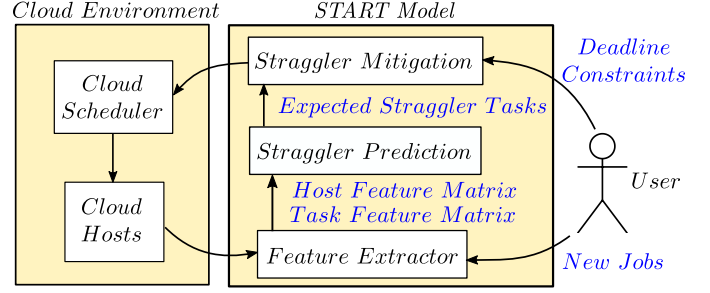 Cloud Environment
START Model
Straggler Mitigation
Deadline
Constraints
Cloud
Scheduler
Expected Straggler Tasks
Straggler Prediction
User
Host Feature Matrix
Task Feature Matrix
Cloud
Hosts
Feature Extractor
New Jobs